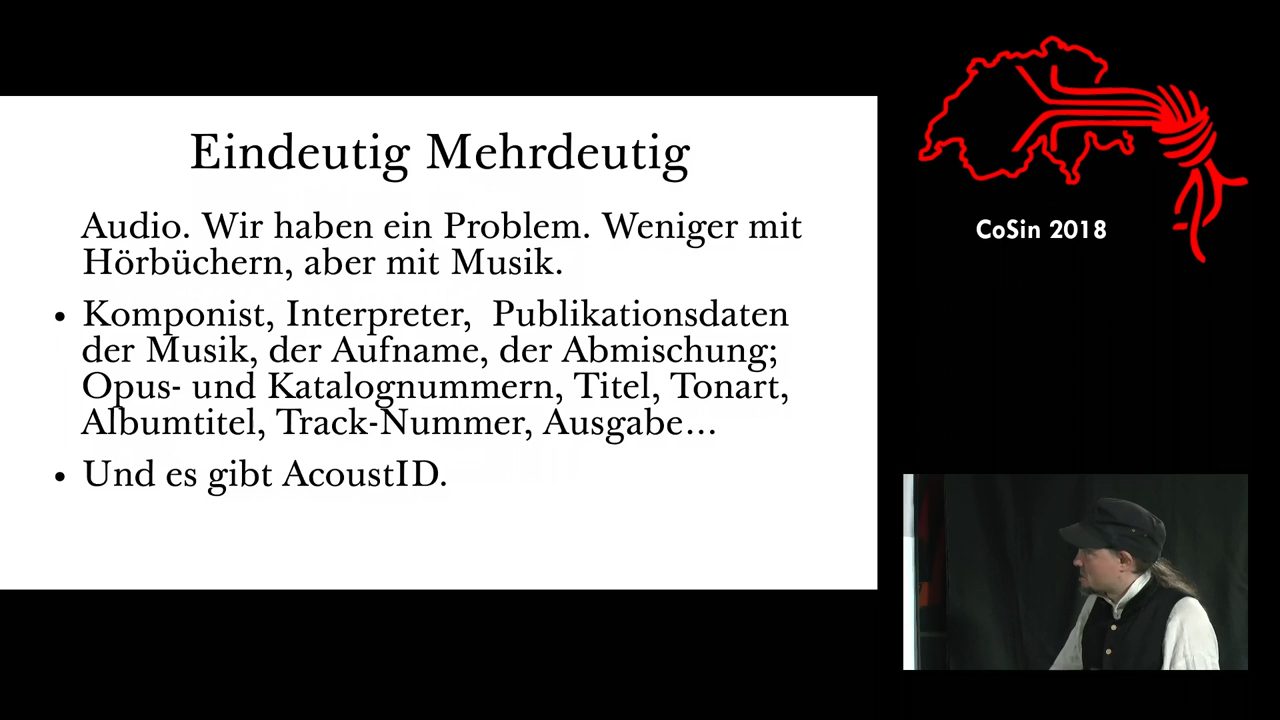 Eindeutig Mehrdeutig
Audio. Wir haben ein Problem. Weniger mit
Hörbüchern, aber mit Musik.
• Komponist, Interpreter, Publikationsdaten
der Musik, der Aufname, der Abmischung;
Opus- und Katalognummern, Titel, Tonart,
Albumtitel, Track-Nummer, Ausgabe…
• Und es gibt AcoustID.
CoSin 2018